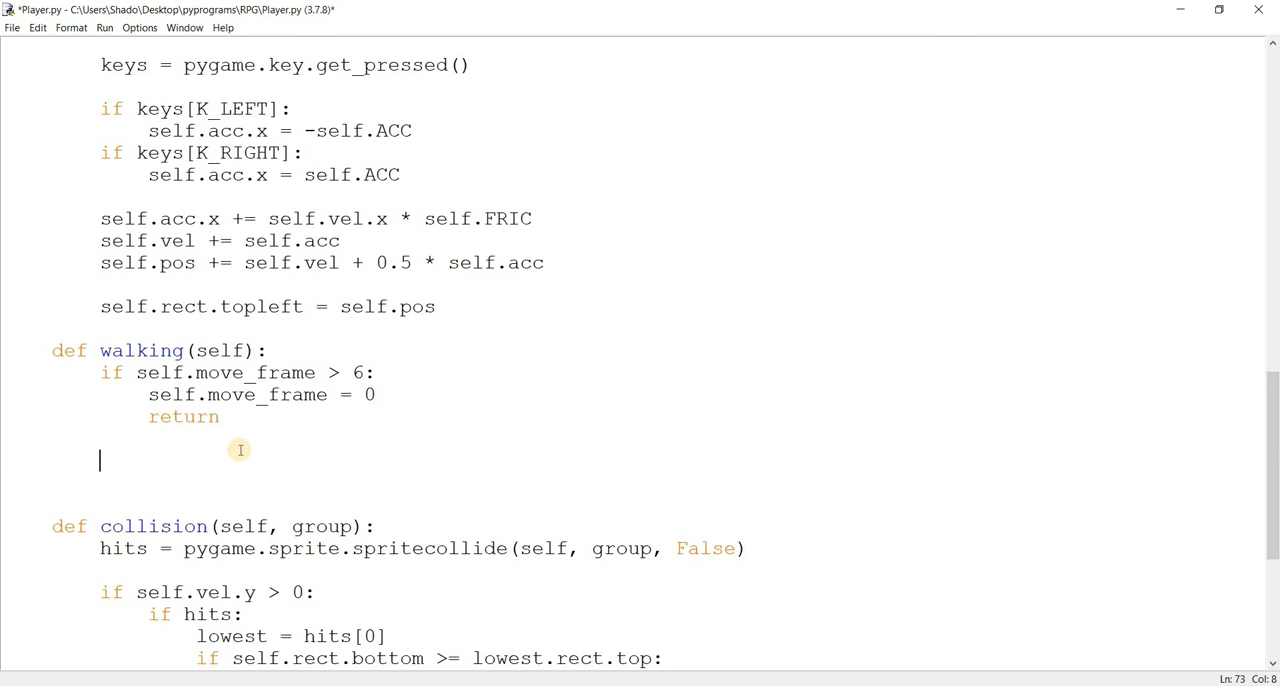 *Player.py - C:\Users\Shado\Desktop\pyprograms\RPG\Player.py (3.7.8)*
File Edit Format Run Options Window Help
keys = pygame.key.get_pressed()
if keys[K_LEFT]:
self.acc.x = -self.ACC
if keys[K_RIGHT]:
self.acc.x = self.ACC
self.acc.x += self.vel.x * self.FRIC
self.vel += self.acc
self.pos += self.vel + 0.5 * self.acc
self.rect.topleft = self.pos
def walking(self):
if self.move_frame > 6:
self.move_frame = 0
return
def collision(self, group):
hits = pygame.sprite.spritecollide(self, group, False)
if self.vel.y > 0:
if hits:
lowest = hits[0]
if self.rect.bottom >= lowest.rect.top:
Ln: 73 Col: 8